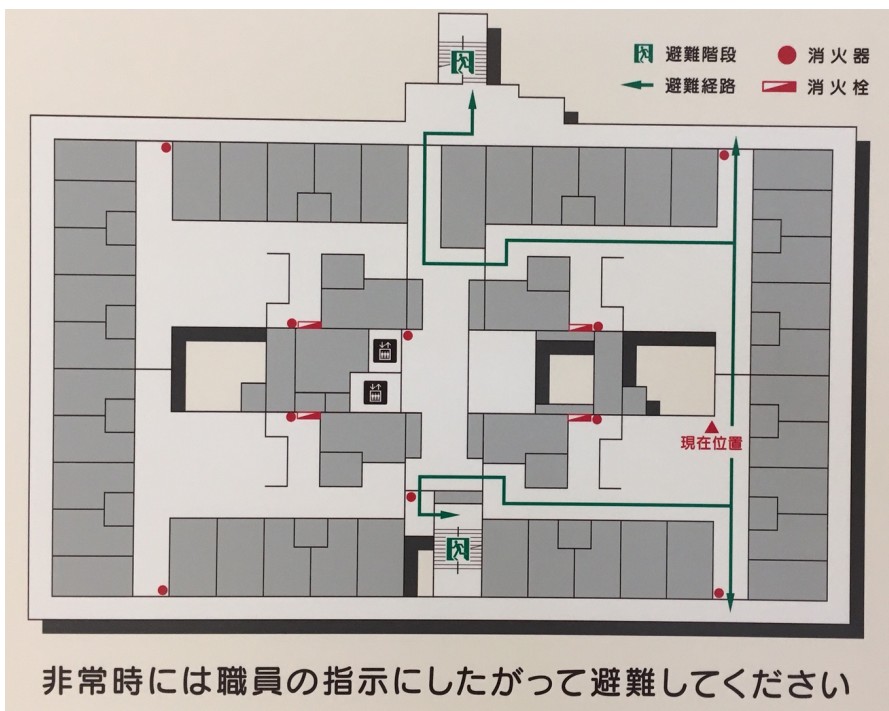 避難階段
消火器
避難経路
消火栓
現在位置
非常時には職員の指示にしたがって避難してください